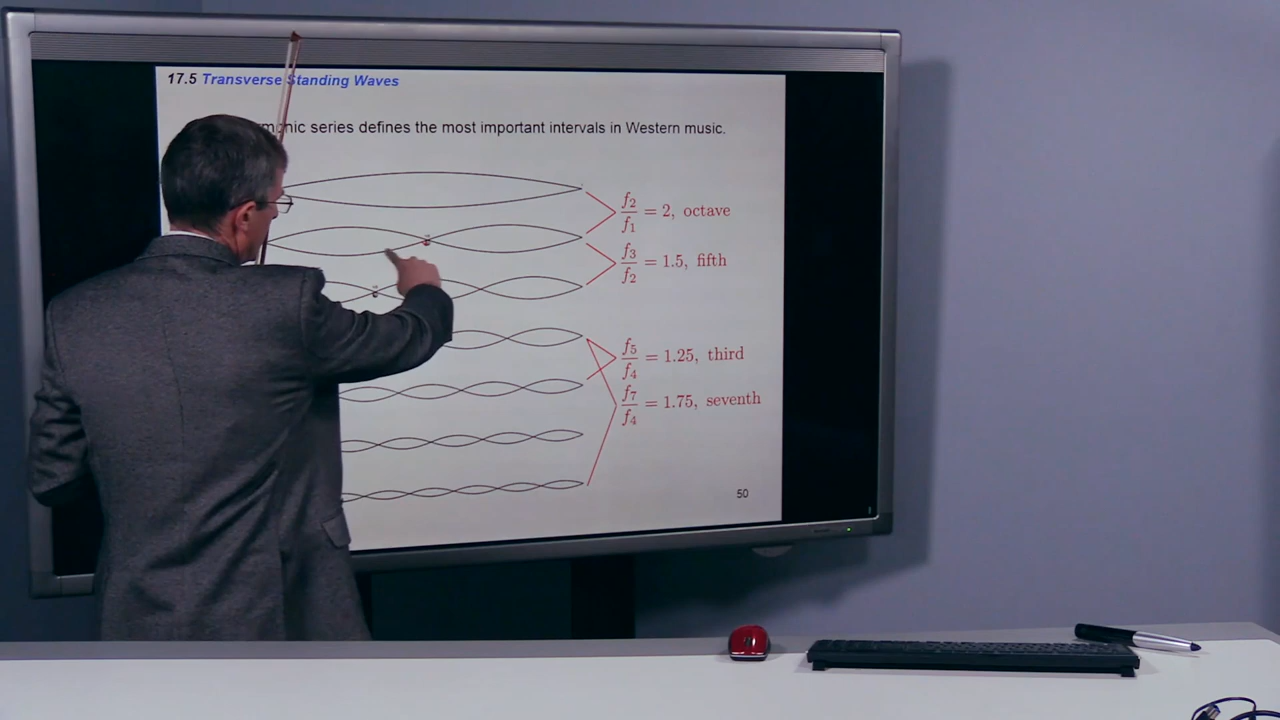 17.5 Transverse Standing Waves
series defines the most important intervals in Western music.
f₂/f₁ = 2, octave
f₃/f₂ = 1.5, fifth
f₅/f₄ = 1.25, third
f₇/f₄ = 1.75, seventh
50